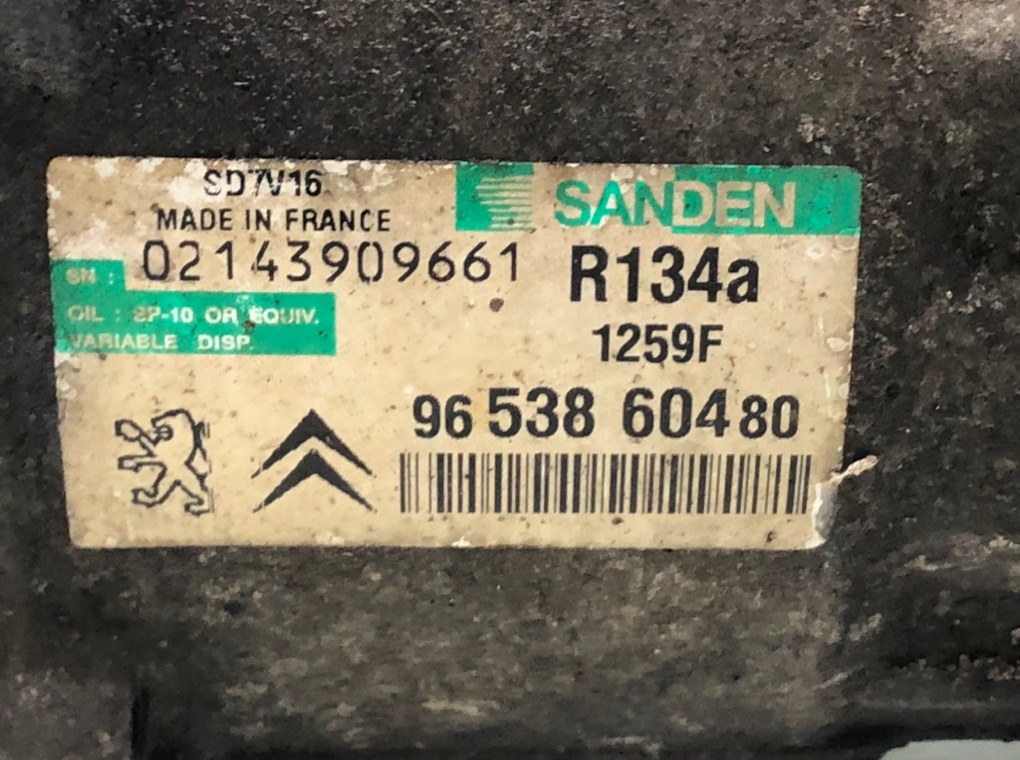 SD7V16
MADE IN FRANCE
SANDEN
SN : 02143909661
R134a
OIL : SP-10 OR EQUIV.
VARIABLE DISP.
1259F
96 538 604 80